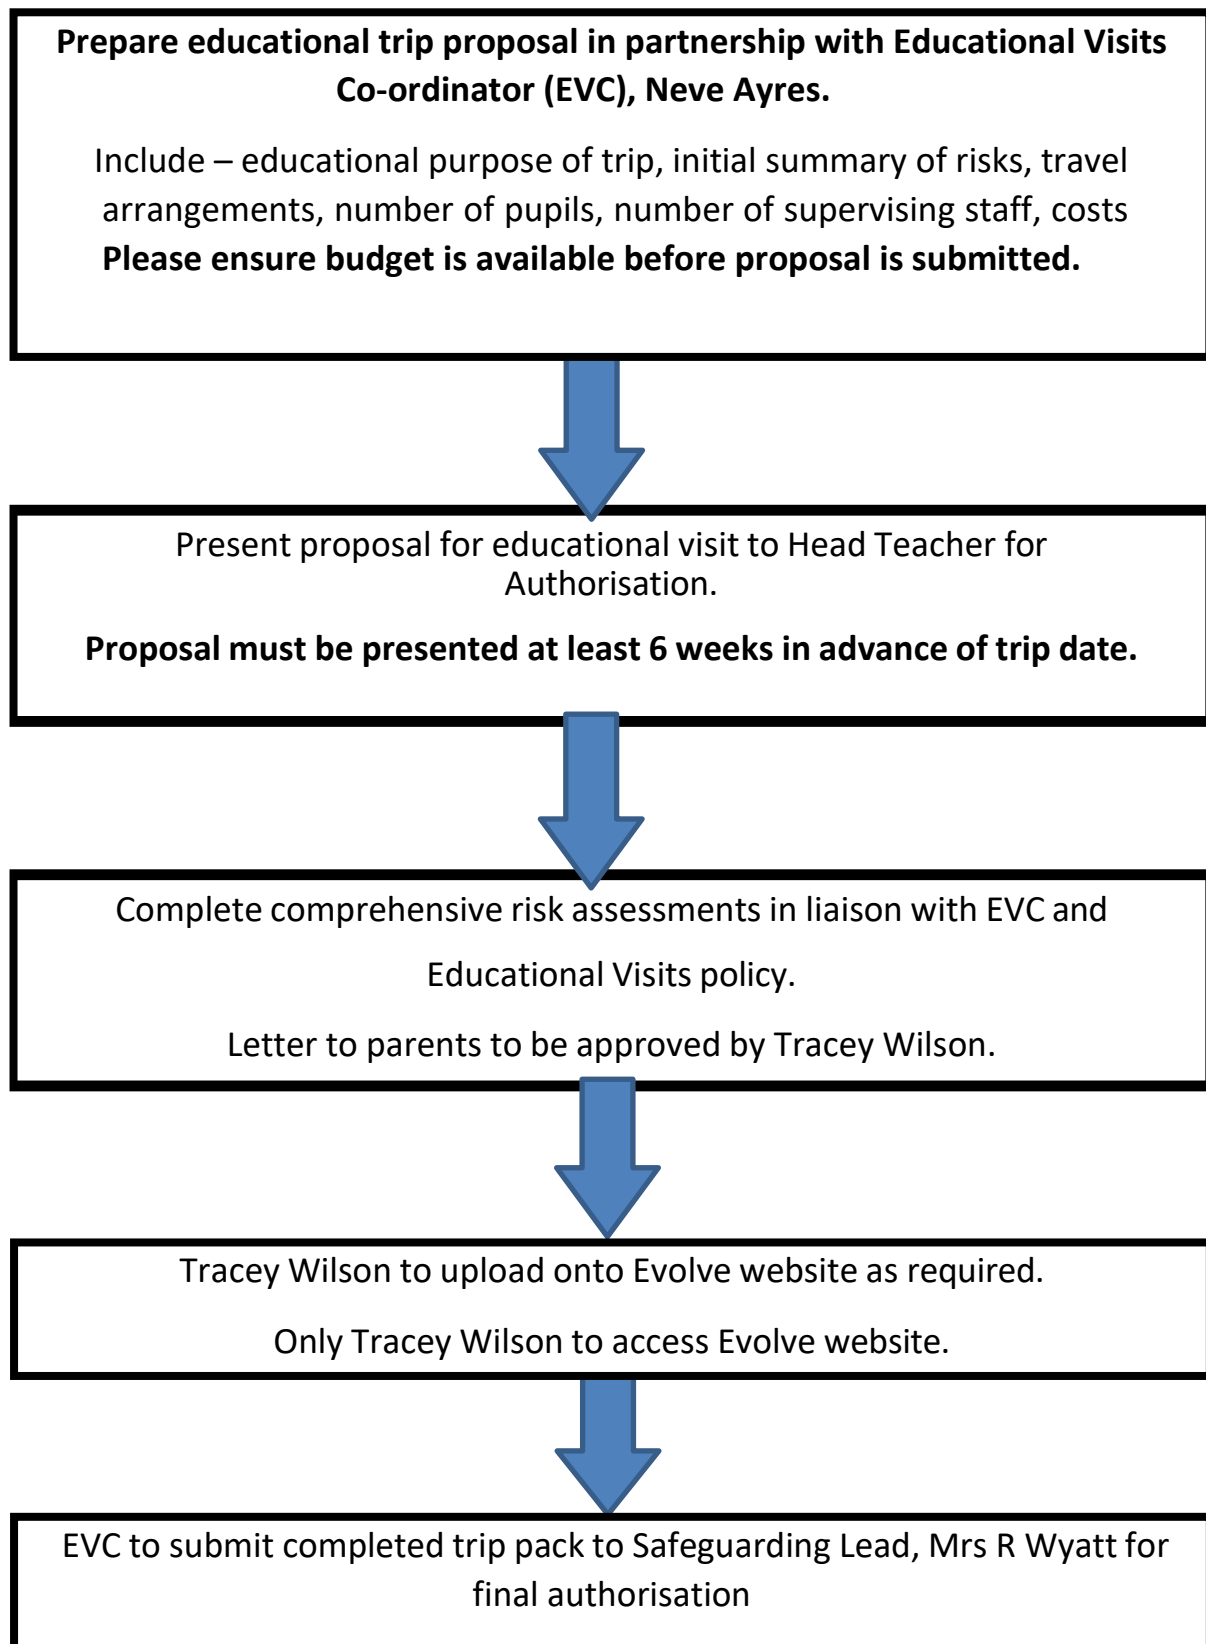 Prepare educational trip proposal in partnership with Educational Visits
Co-ordinator (EVC), Neve Ayres.
Include – educational purpose of trip, initial summary of risks, travel
arrangements, number of pupils, number of supervising staff, costs
Please ensure budget is available before proposal is submitted.
Present proposal for educational visit to Head Teacher for
Authorisation.
Proposal must be presented at least 6 weeks in advance of trip date.
Complete comprehensive risk assessments in liaison with EVC and
Educational Visits policy.
Letter to parents to be approved by Tracey Wilson.
Tracey Wilson to upload onto Evolve website as required.
Only Tracey Wilson to access Evolve website.
EVC to submit completed trip pack to Safeguarding Lead, Mrs R Wyatt for
final authorisation